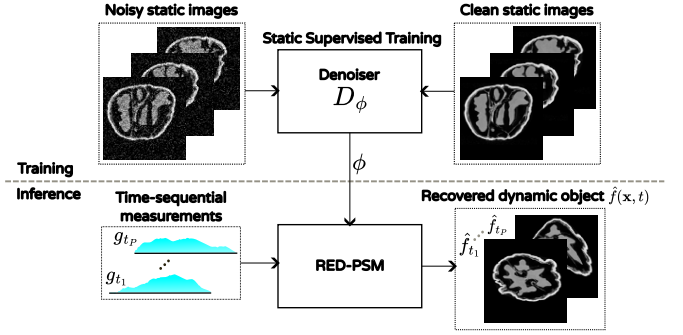 Noisy static images
Clean static images
Static Supervised Training
Denoiser
D_ϕ
ϕ
Training
Inference
Time-sequential
measurements
Recovered dynamic object f̂(x, t)
g_{t_P}
g_{t_1}
RED-PSM
f̂_{t_1}
f̂_{t_P}